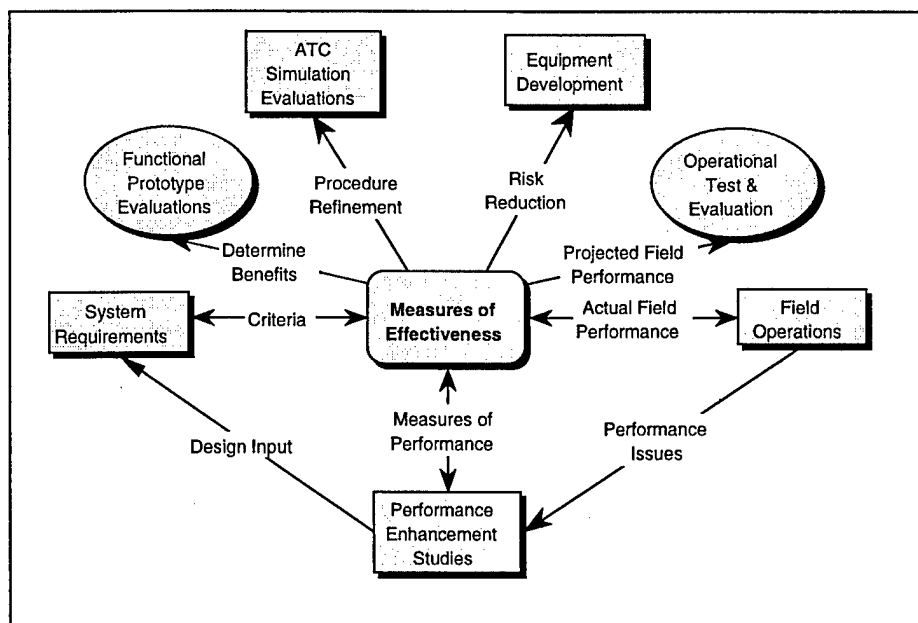 ATC
Simulation
Evaluations
Equipment
Development
Functional
Prototype
Evaluations
Operational
Test &
Evaluation
Procedure
Refinement
Risk
Reduction
Determine
Benefits
Projected Field
Performance
System
Requirements
Criteria
Measures of
Effectiveness
Actual Field
Performance
Field
Operations
Measures of
Performance
Design Input
Performance
Issues
Performance
Enhancement
Studies